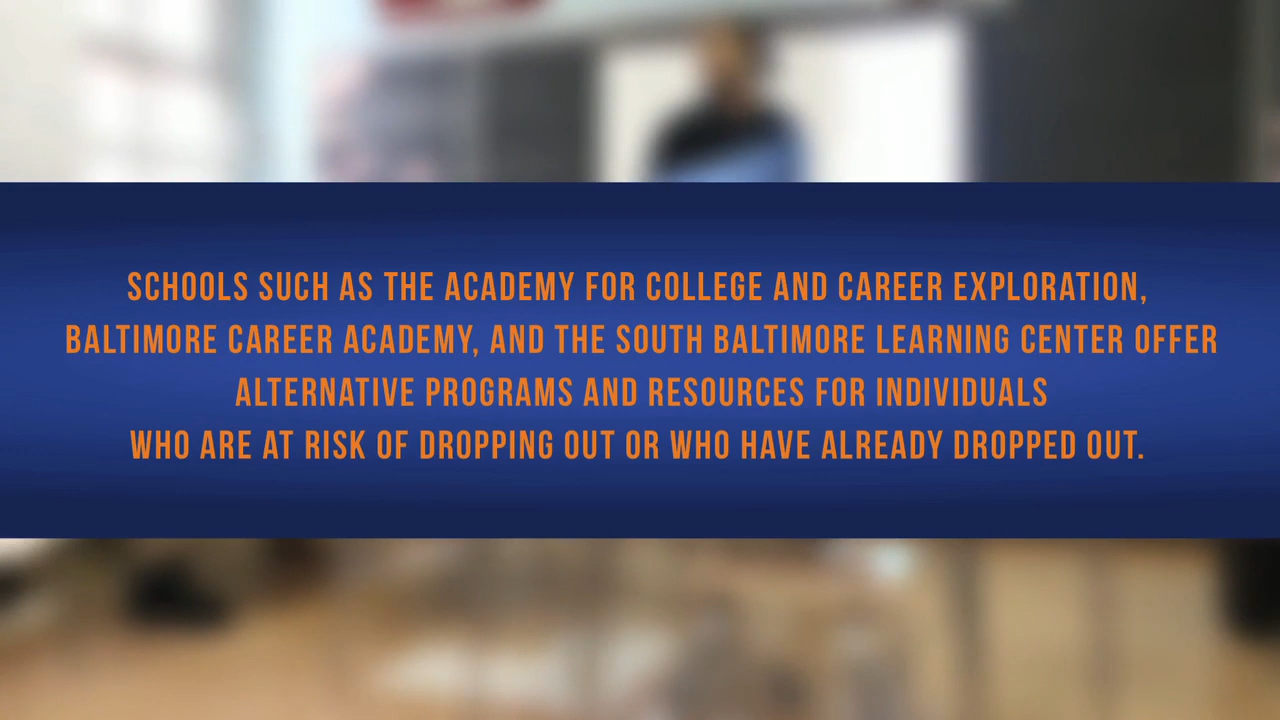 SCHOOLS SUCH AS THE ACADEMY FOR COLLEGE AND CAREER EXPLORATION,
BALTIMORE CAREER ACADEMY, AND THE SOUTH BALTIMORE LEARNING CENTER OFFER
ALTERNATIVE PROGRAMS AND RESOURCES FOR INDIVIDUALS
WHO ARE AT RISK OF DROPPING OUT OR WHO HAVE ALREADY DROPPED OUT.